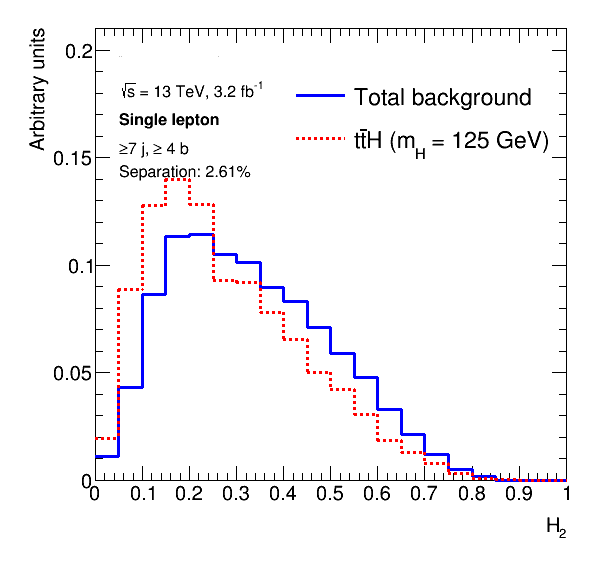 Arbitrary units
0.2
0.15
0.1
0.05
0
√s = 13 TeV, 3.2 fb⁻¹
Single lepton
≥7 j, ≥ 4 b
Separation: 2.61%
Total background
tt̄H (m_H = 125 GeV)
0 0.1 0.2 0.3 0.4 0.5 0.6 0.7 0.8 0.9 1
H₂